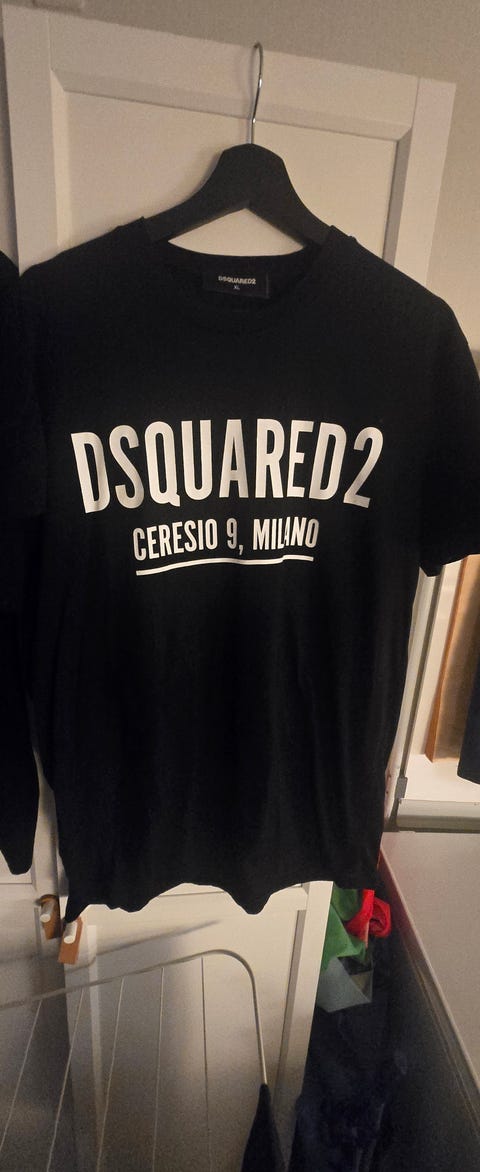 DSQUARED2
XL
DSQUARED2
CERESIO 9, MILANO